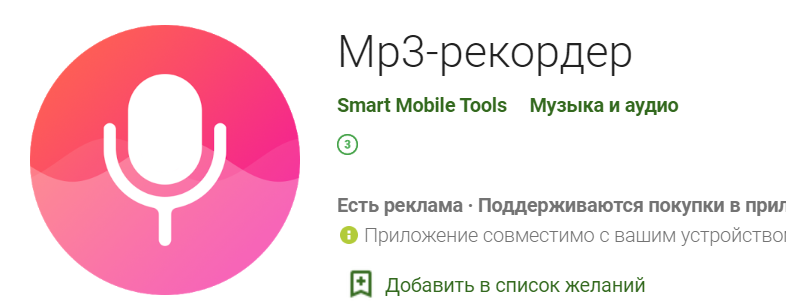 Mp3-рекордер
Smart Mobile Tools Музыка и аудио
3
Есть реклама · Поддерживаются покупки в
Приложение совместимо с вашим
Добавить в список желаний